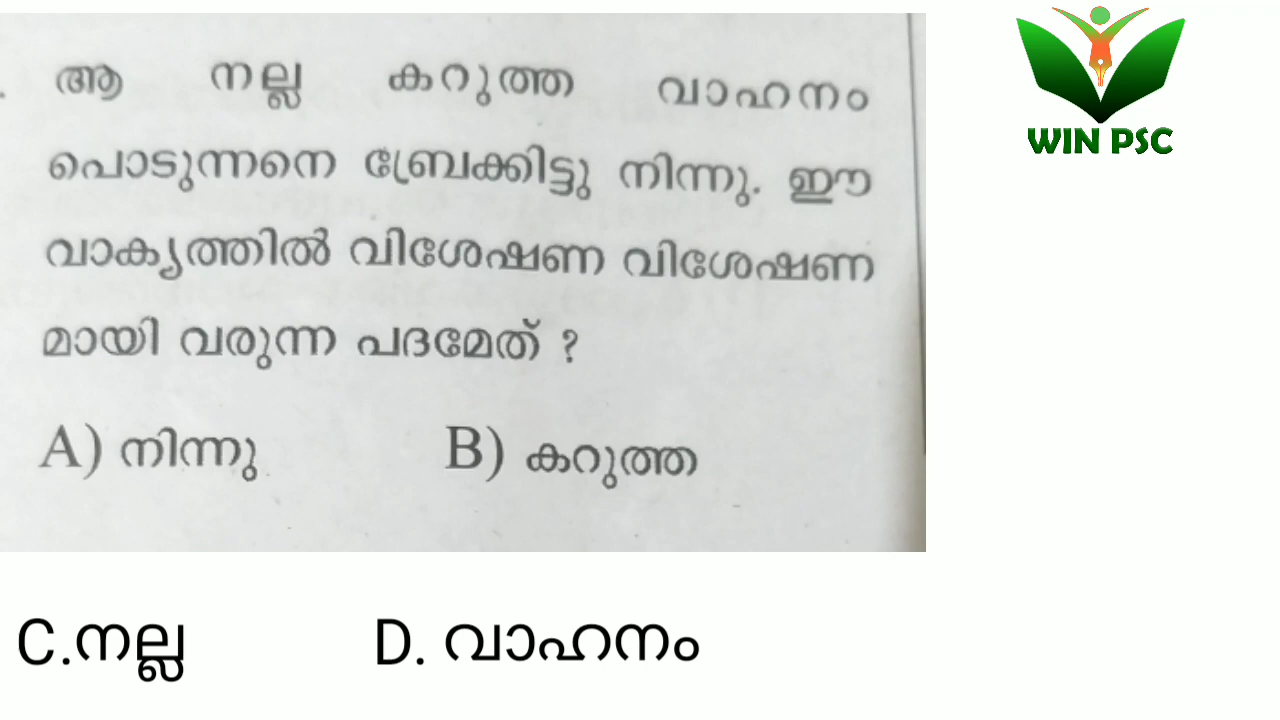 ആ നല്ല കറുത്ത വാഹനം
പൊടുന്നനെ ബ്രേക്കിട്ടു നിന്നു. ഈ
വാക്യത്തിൽ വിശേഷണ വിശേഷണ
മായി വരുന്ന പദമേത് ?
A) നിന്നു B) കറുത്ത
C.നല്ല D. വാഹനം
WIN PSC